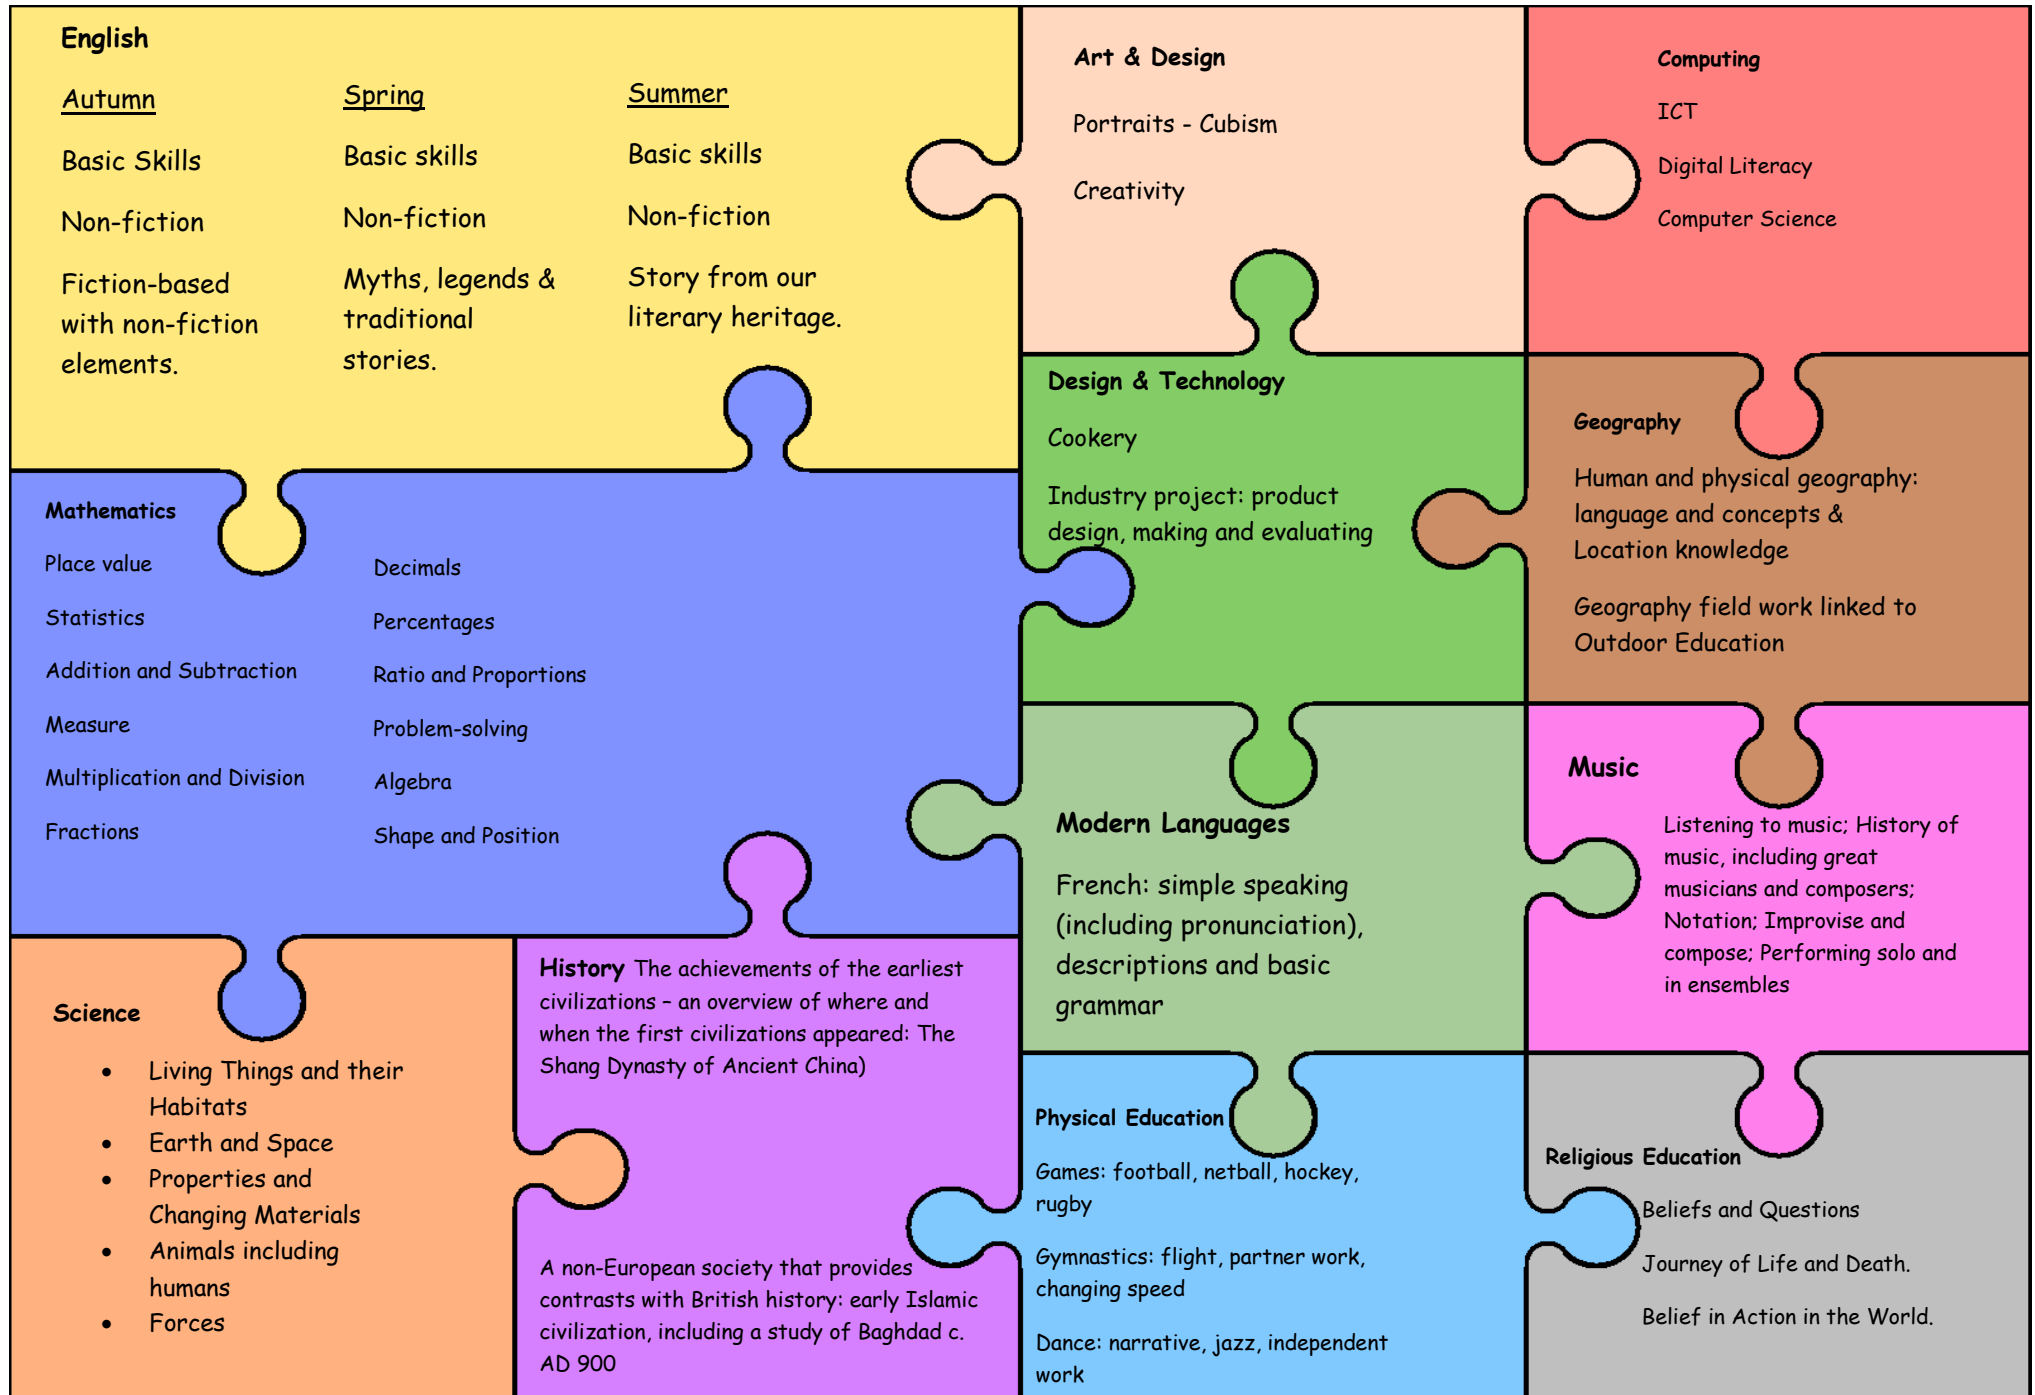 English
Autumn
Basic Skills
Non-fiction
Fiction-based
with non-fiction
elements.
Spring
Basic skills
Non-fiction
Myths, legends &
traditional
stories.
Summer
Basic skills
Non-fiction
Story from our
literary heritage.
Art & Design
Portraits - Cubism
Creativity
Computing
ICT
Digital Literacy
Computer Science
Mathematics
Place value
Statistics
Addition and Subtraction
Measure
Multiplication and Division
Fractions
Decimals
Percentages
Ratio and Proportions
Problem-solving
Algebra
Shape and Position
Design & Technology
Cookery
Industry project: product
design, making and evaluating
Geography
Human and physical geography:
language and concepts &
Location knowledge
Geography field work linked to
Outdoor Education
Modern Languages
French: simple speaking
(including pronunciation),
descriptions and basic
grammar
Music
Listening to music; History of
music, including great
musicians and composers;
Notation; Improvise and
compose; Performing solo and
in ensembles
Science
• Living Things and their
Habitats
• Earth and Space
• Properties and
Changing Materials
• Animals including
humans
• Forces
History The achievements of the earliest
civilizations – an overview of where and
when the first civilizations appeared: The
Shang Dynasty of Ancient China)
A non-European society that provides
contrasts with British history: early Islamic
civilization, including a study of Baghdad c.
AD 900
Physical Education
Games: football, netball, hockey,
rugby
Gymnastics: flight, partner work,
changing speed
Dance: narrative, jazz, independent
work
Religious Education
Beliefs and Questions
Journey of Life and Death.
Belief in Action in the World.